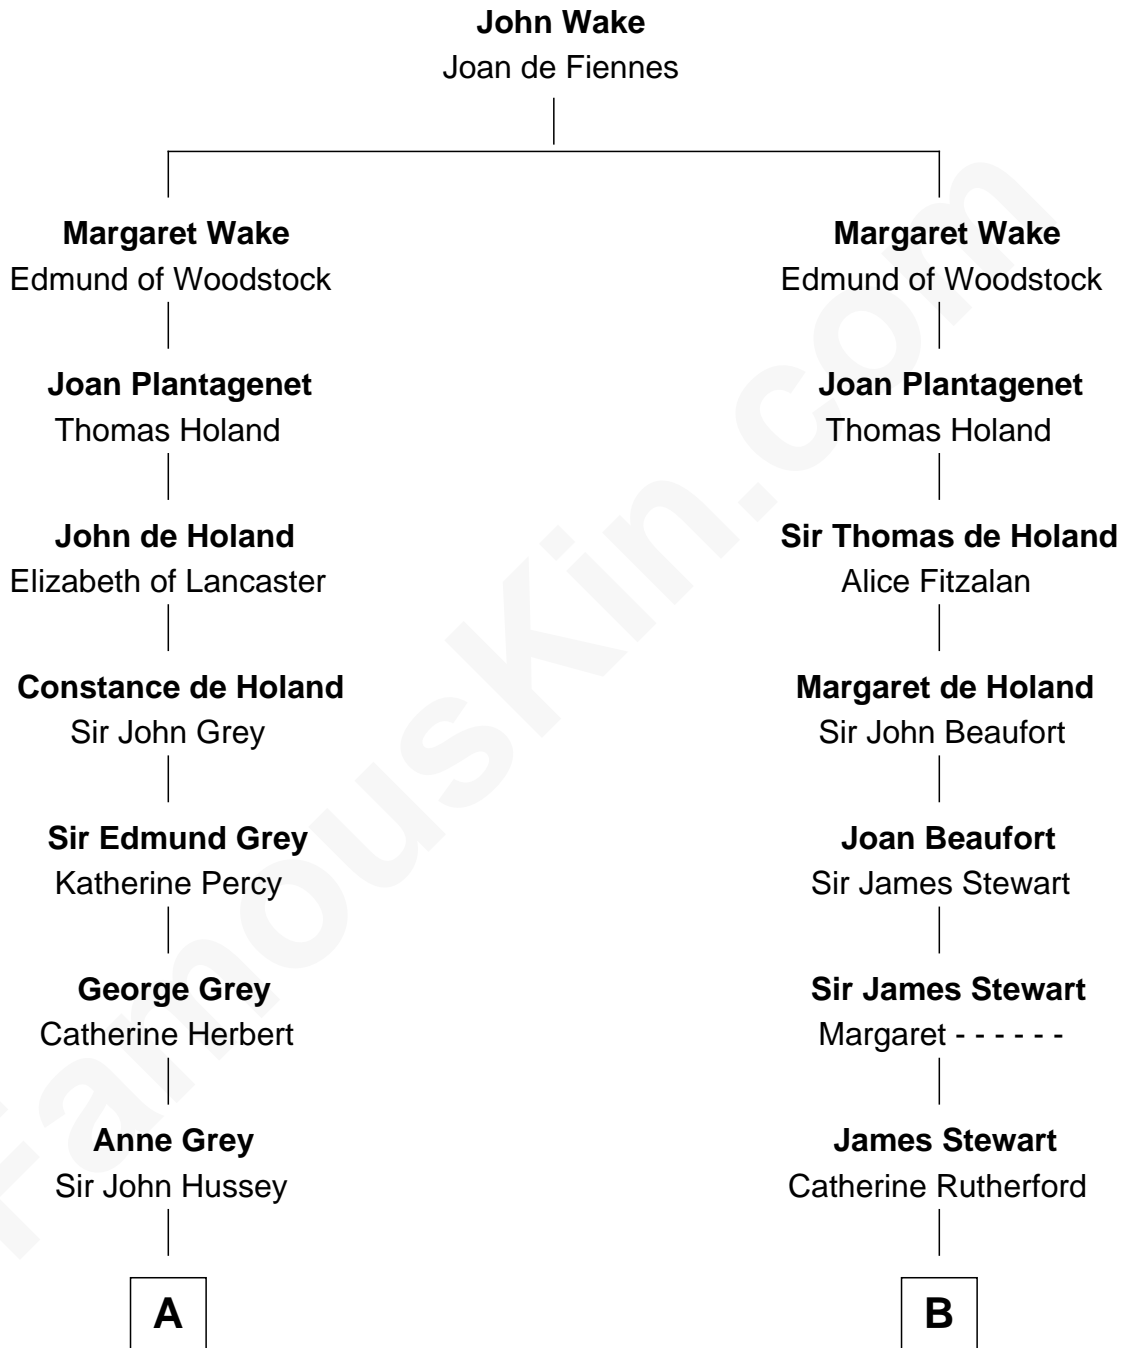 John Wake
Joan de Fiennes
Margaret Wake
Edmund of Woodstock
Margaret Wake
Edmund of Woodstock
Joan Plantagenet
Thomas Holand
Joan Plantagenet
Thomas Holand
John de Holand
Elizabeth of Lancaster
Sir Thomas de Holand
Alice Fitzalan
Constance de Holand
Sir John Grey
Margaret de Holand
Sir John Beaufort
Sir Edmund Grey
Katherine Percy
Joan Beaufort
Sir James Stewart
George Grey
Catherine Herbert
Sir James Stewart
Margaret - - - - - -
Anne Grey
Sir John Hussey
James Stewart
Catherine Rutherford
A
B
FamousKin.com